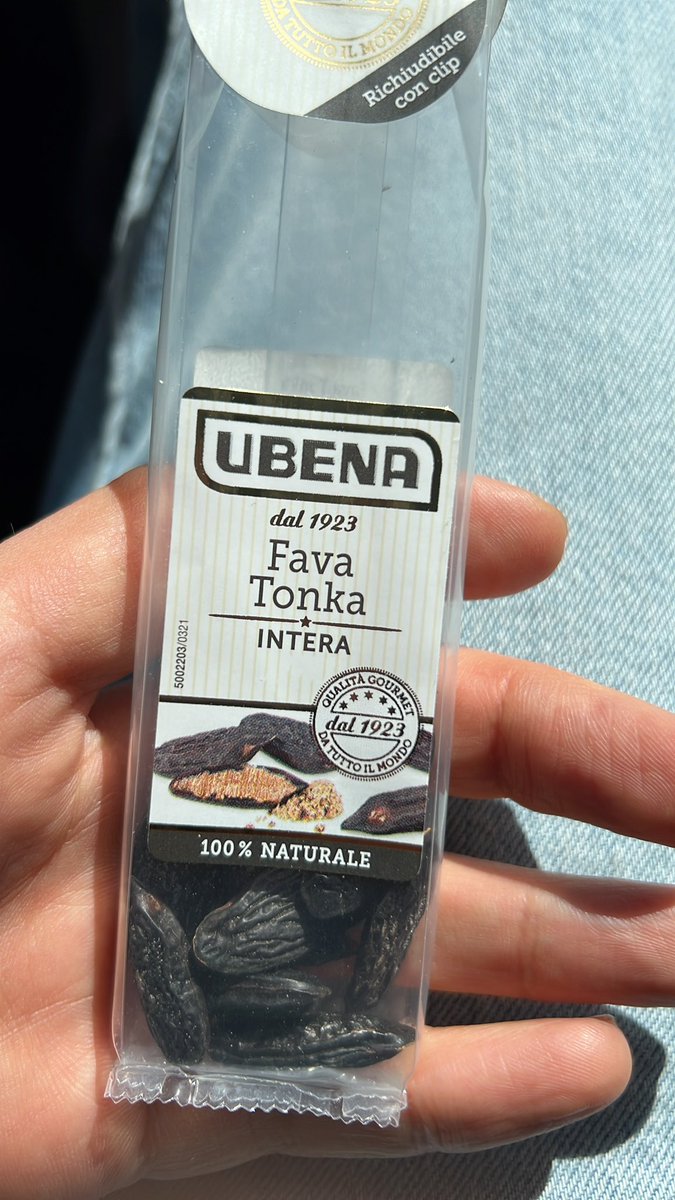 DA TUTTO IL MONDO
Richiudibile
con clip
UBENA
dal 1923
Fava
Tonka
INTERA
5002203/0321
QUALITÀ GOURMET
dal 1923
DA TUTTO IL MONDO
100% NATURALE